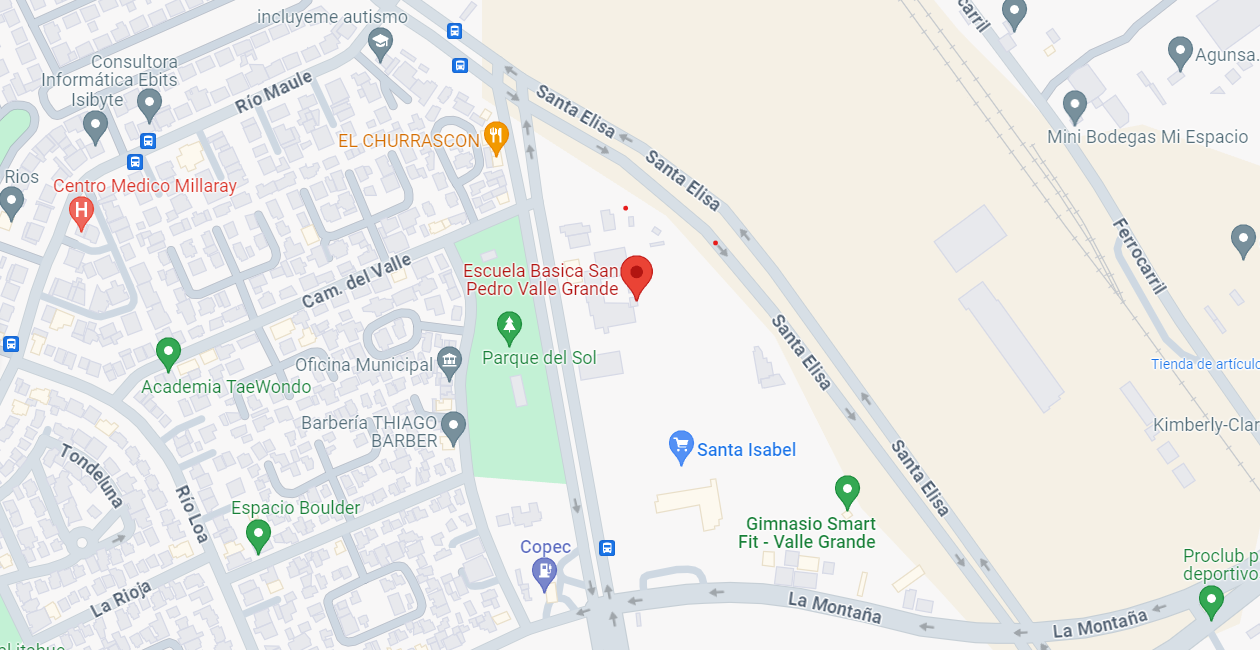 incluyeme autismo
Consultora
Informática Ebits
Isibyte
Río Maule
EL CHURRASCON
Santa Elisa
Santa Elisa
Agunsa.
Mini Bodegas Mi Espacio
Rios
Centro Medico Millaray
H
Ferrocarril
Cam. del Valle
Escuela Basica San
Pedro Valle Grande
Parque del Sol
Oficina Municipal
Santa Elisa
Academia TaeWondo
Tienda de artículo
Barbería THIAGO
BARBER
Kimberly-Clar
Santa Isabel
Santa Elisa
Tondeluna
Río Loa
Espacio Boulder
Gimnasio Smart
Fit - Valle Grande
Copec
Proclub p
deportivo
La Rioja
La Montaña
La Montaña